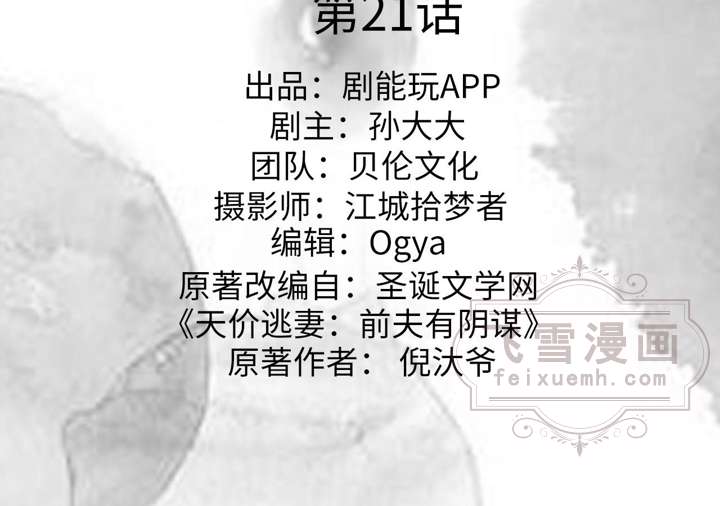 第21话
出品：剧能玩APP
剧主：孙大大
团队：贝伦文化
摄影师：江城拾梦者
编辑：Ogya
原著改编自：圣诞文学网
《天价逃妻：前夫有阴谋》
原著作者： 倪汏爷
飞雪漫画
feixuemh.com